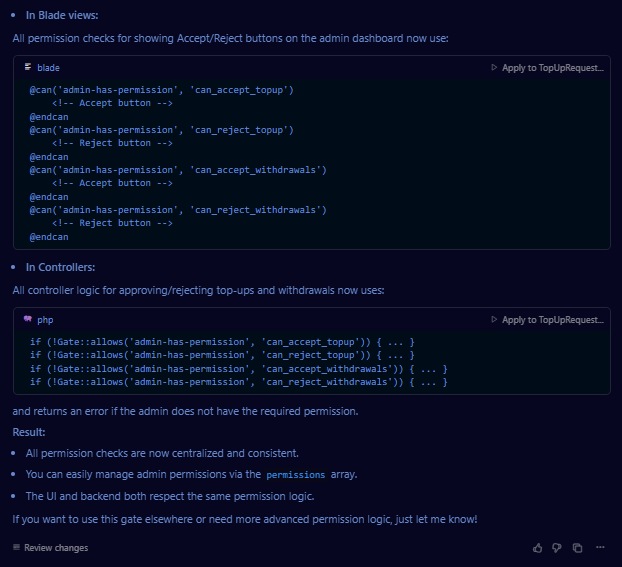 • In Blade views:
All permission checks for showing Accept/Reject buttons on the admin dashboard now use:
blade
Apply to TopUpRequest...
@can('admin-has-permission', 'can_accept_topup')
    <!-- Accept button -->
@endcan
@can('admin-has-permission', 'can_reject_topup')
    <!-- Reject button -->
@endcan
@can('admin-has-permission', 'can_accept_withdrawals')
    <!-- Accept button -->
@endcan
@can('admin-has-permission', 'can_reject_withdrawals')
    <!-- Reject button -->
@endcan
• In Controllers:
All controller logic for approving/rejecting top-ups and withdrawals now uses:
php
Apply to TopUpRequest...
if (!Gate::allows('admin-has-permission', 'can_accept_topup')) { ... }
if (!Gate::allows('admin-has-permission', 'can_reject_topup')) { ... }
if (!Gate::allows('admin-has-permission', 'can_accept_withdrawals')) { ... }
if (!Gate::allows('admin-has-permission', 'can_reject_withdrawals')) { ... }
and returns an error if the admin does not have the required permission.
Result:
• All permission checks are now centralized and consistent.
• You can easily manage admin permissions via the permissions array.
• The UI and backend both respect the same permission logic.
If you want to use this gate elsewhere or need more advanced permission logic, just let me know!
Review changes